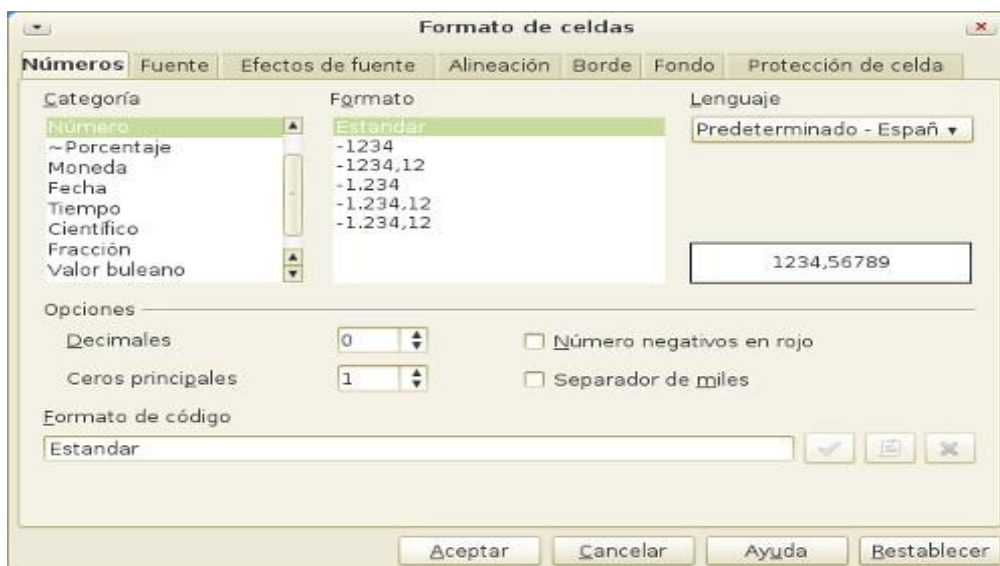 Formato de celdas
Números Fuente Efectos de fuente Alineación Borde Fondo Protección de celda
Categoría Formato Lenguaje
Número Estandar Predeterminado - Españ
~Porcentaje -1234
Moneda -1234,12
Fecha -1.234
Tiempo -1.234,12
Científico -1.234,12
Fracción
Valor buleano 1234,56789
Opciones
Decimales 0 Número negativos en rojo
Ceros principales 1 Separador de miles
Formato de código
Estandar
Aceptar Cancelar Ayuda Restablecer